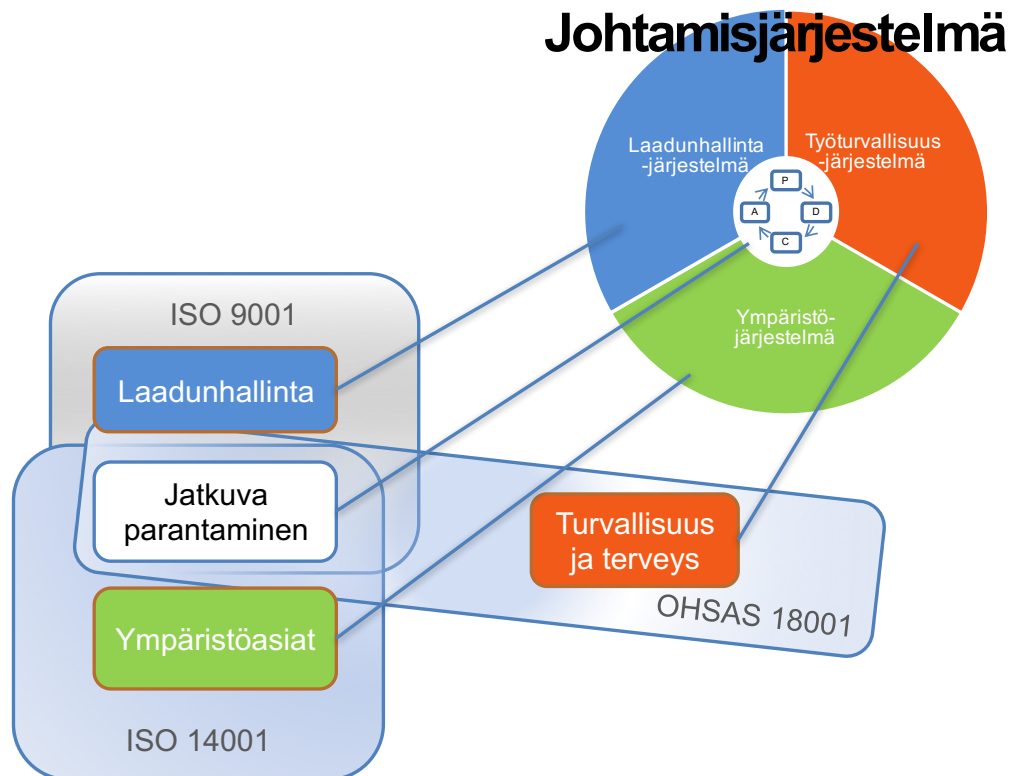 Johtamisjärjestelmä
Laadunhallinta
-järjestelmä
Työturvallisuus
-järjestelmä
P
A
D
C
Ympäristö-
järjestelmä
ISO 9001
Laadunhallinta
Jatkuva
parantaminen
Turvallisuus
ja terveys
OHSAS 18001
Ympäristöasiat
ISO 14001